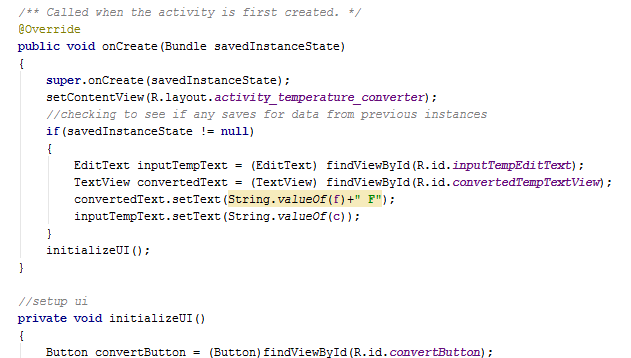 /** Called when the activity is first created. */
@Override
public void onCreate(Bundle savedInstanceState)
{
super.onCreate(savedInstanceState);
setContentView(R.layout.activity_temperature_converter);
//checking to see if any saves for data from previous instances
if(savedInstanceState != null)
{
EditText inputTempText = (EditText) findViewById(R.id.inputTempEditText);
TextView convertedText = (TextView) findViewById(R.id.convertedTempTextView);
convertedText.setText(String.valueOf(f)+" F");
inputTempText.setText(String.valueOf(c));
}
initializeUI();
}
//setup ui
private void initializeUI()
{
Button convertButton = (Button)findViewById(R.id.convertButton);